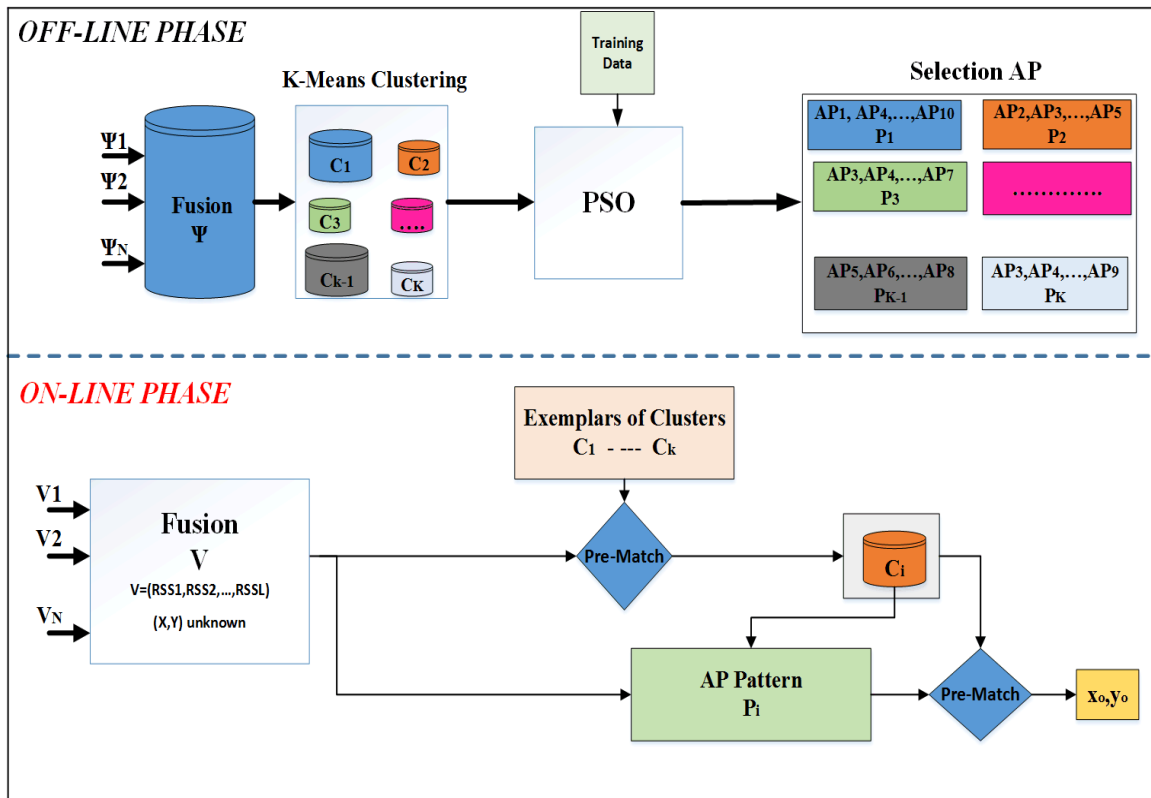 OFF-LINE PHASE
Training
Data
K-Means Clustering
Selection AP
Ψ1
Ψ2
ΨN
Fusion
Ψ
C1
C2
C3
....
Ck-1
CK
PSO
AP1, AP4,…,AP10
P1
AP2,AP3,…,AP5
P2
AP3,AP4,…,AP7
P3
.............
AP5,AP6,…,AP8
PK-1
AP3,AP4,…,AP9
PK
ON-LINE PHASE
Exemplars of Clusters
C1 - --- Ck
V1
V2
VN
Fusion
V
V=(RSS1,RSS2,…,RSSL)
(X,Y) unknown
Pre-Match
Ci
AP Pattern
Pi
Pre-Match
xo,yo